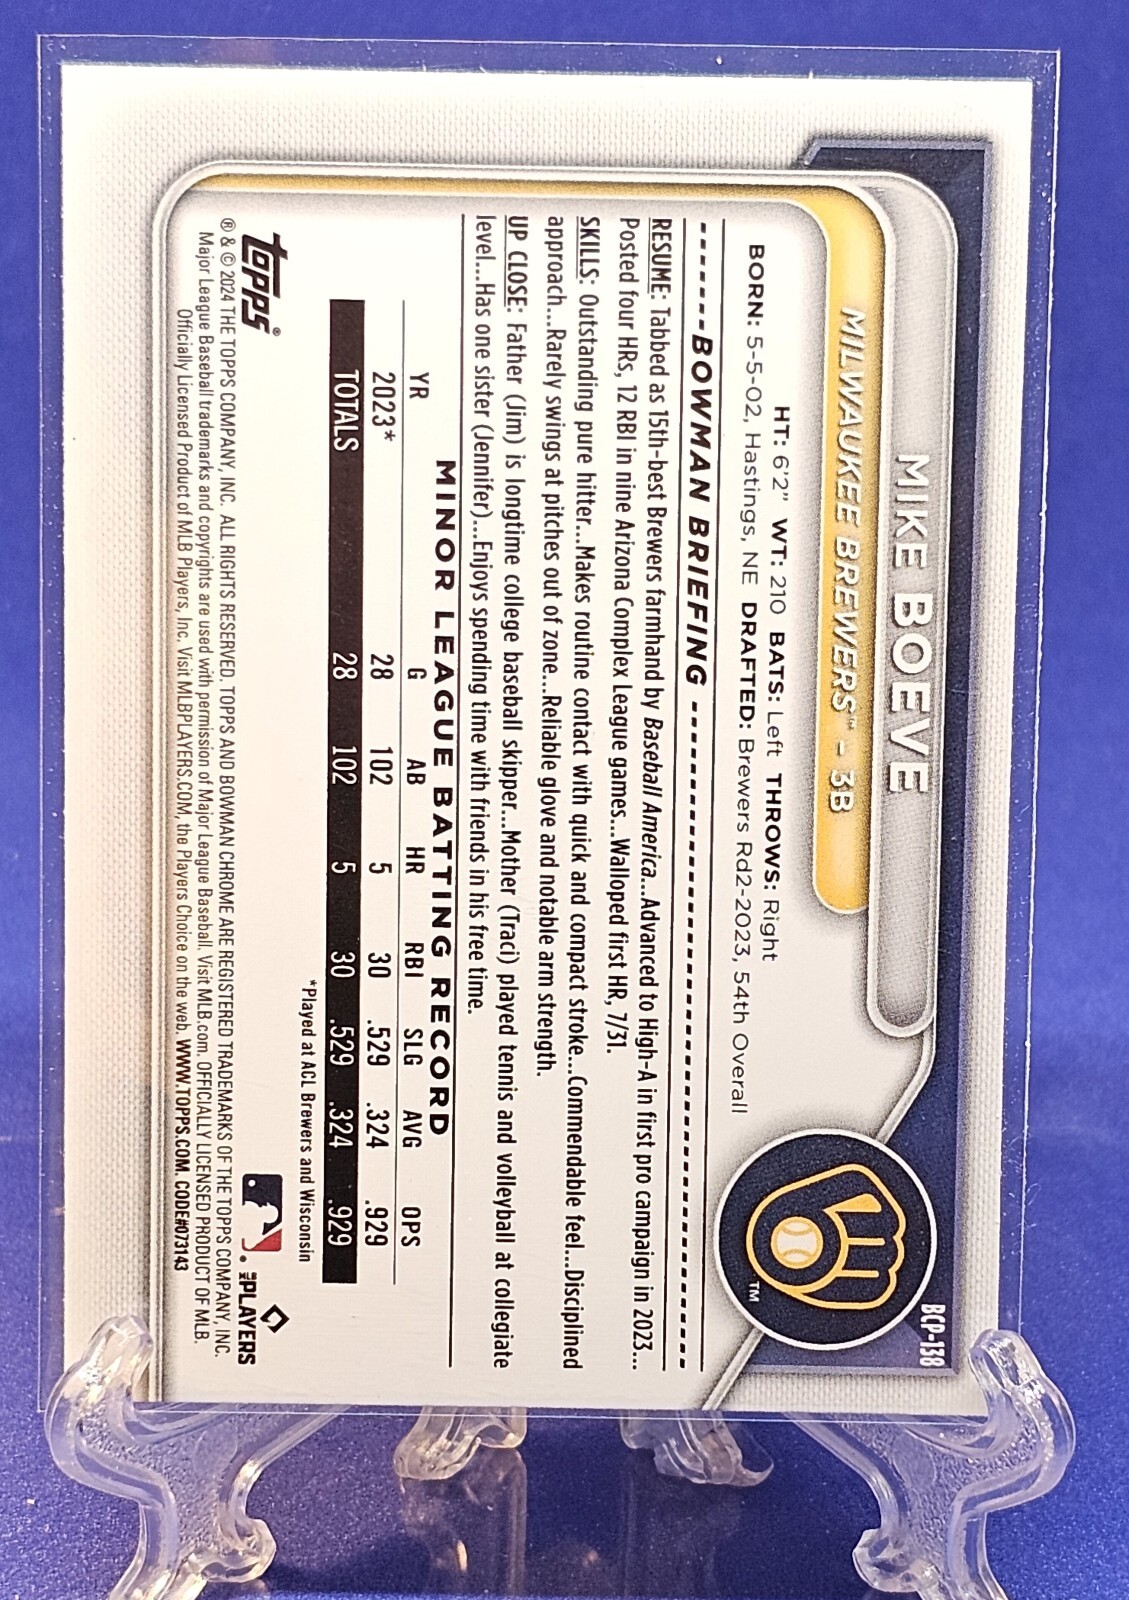 BCP-138
MIKE BOEVE
MILWAUKEE BREWERS™ - 3B
HT: 6'2" WT: 210 BATS: Left THROWS: Right
BORN: 5-5-02, Hastings, NE DRAFTED: Brewers Rd2-2023, 54th Overall
TM
BOWMAN BRIEFING
RESUME: Tabbed as 15th-best Brewers farmhand by Baseball America...Advanced to High-A in first pro campaign in 2023...
Posted four HRs, 12 RBI in nine Arizona Complex League games...Walloped first HR, 7/31.
SKILLS: Outstanding pure hitter...Makes routine contact with quick and compact stroke...Commendable feel...Disciplined
approach...Rarely swings at pitches out of zone...Reliable glove and notable arm strength.
UP CLOSE: Father (Jim) is longtime college baseball skipper...Mother (Traci) played tennis and volleyball at collegiate
level...Has one sister (Jennifer)...Enjoys spending time with friends in his free time.
MINOR LEAGUE BATTING RECORD
YR G AB HR RBI SLG AVG OPS
2023* 28 102 5 30 .529 .324 .929
TOTALS 28 102 5 30 .529 .324 .929
*Played at ACL Brewers and Wisconsin
topps®
MLB PLAYERS
® & © 2024 THE TOPPS COMPANY, INC. ALL RIGHTS RESERVED. TOPPS AND BOWMAN CHROME ARE REGISTERED TRADEMARKS OF THE TOPPS COMPANY, INC.
Major League Baseball trademarks and copyrights are used with permission of Major League Baseball. Visit MLB.com. OFFICIALLY LICENSED PRODUCT OF MLB.
Officially Licensed Product of MLB Players, Inc. Visit MLBPLAYERS.COM, the Players Choice on the web. WWW.TOPPS.COM. CODE#073143